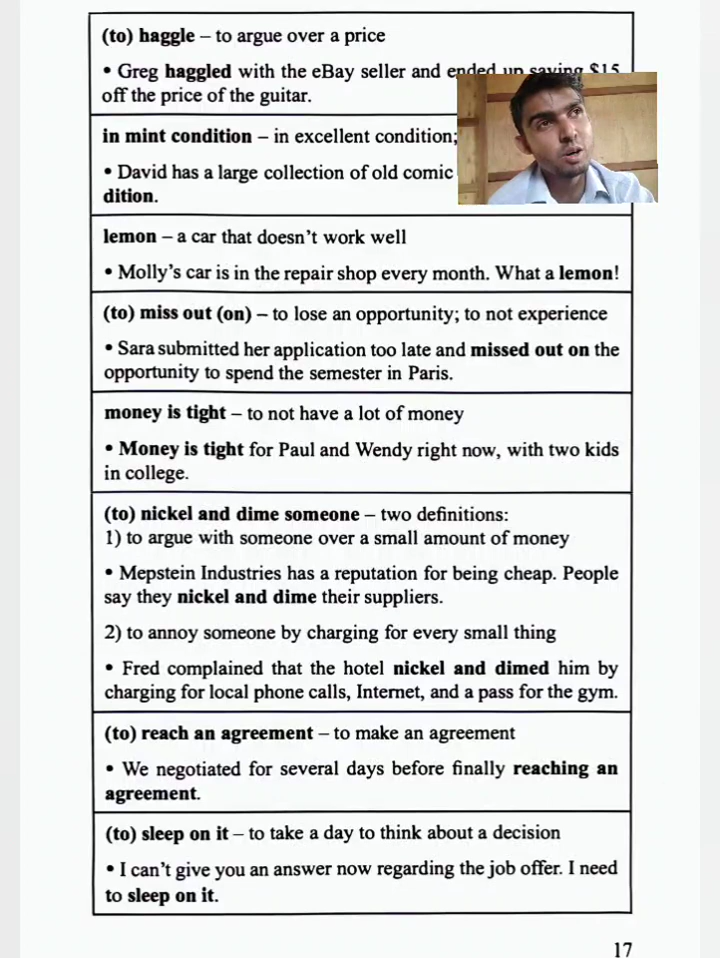 (to) haggle – to argue over a price
• Greg haggled with the eBay seller and ended up saving $15
off the price of the guitar.
in mint condition – in excellent condition;
• David has a large collection of old comic
dition.
lemon – a car that doesn't work well
• Molly's car is in the repair shop every month. What a lemon!
(to) miss out (on) – to lose an opportunity; to not experience
• Sara submitted her application too late and missed out on the
opportunity to spend the semester in Paris.
money is tight – to not have a lot of money
• Money is tight for Paul and Wendy right now, with two kids
in college.
(to) nickel and dime someone – two definitions:
1) to argue with someone over a small amount of money
• Mepstein Industries has a reputation for being cheap. People
say they nickel and dime their suppliers.
2) to annoy someone by charging for every small thing
• Fred complained that the hotel nickel and dimed him by
charging for local phone calls, Internet, and a pass for the gym.
(to) reach an agreement – to make an agreement
• We negotiated for several days before finally reaching an
agreement.
(to) sleep on it – to take a day to think about a decision
• I can't give you an answer now regarding the job offer. I need
to sleep on it.
17